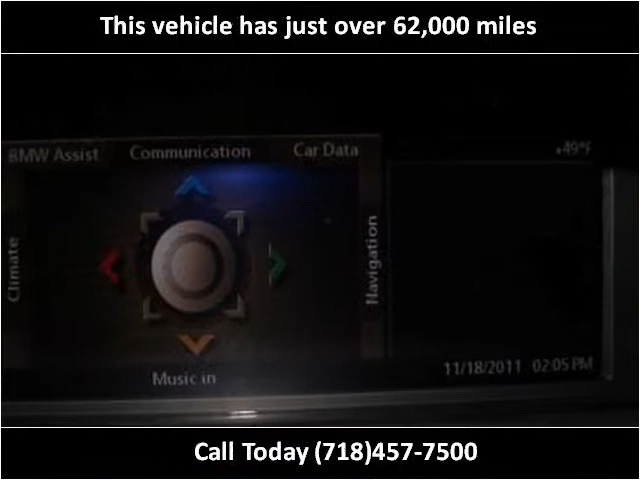 This vehicle has just over 62,000 miles
BMW Assist Communication Car Data +49°F
Climate
Navigation
Music in
11/18/2011 02:05 PM
Call Today (718)457-7500